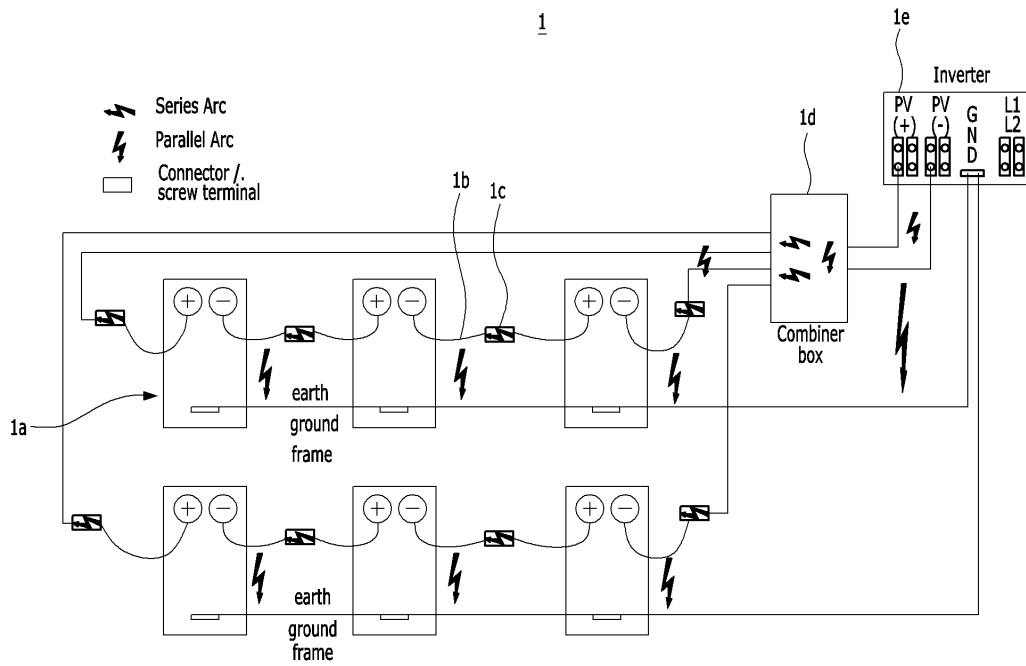 1
1e
Inverter
PV (+)
PV (-)
GND
L1
L2
Series Arc
Parallel Arc
Connector /.
screw terminal
1d
1b
1c
+ − + − + −
Combiner
box
1a
earth
ground
frame
+ − + − + −
earth
ground
frame